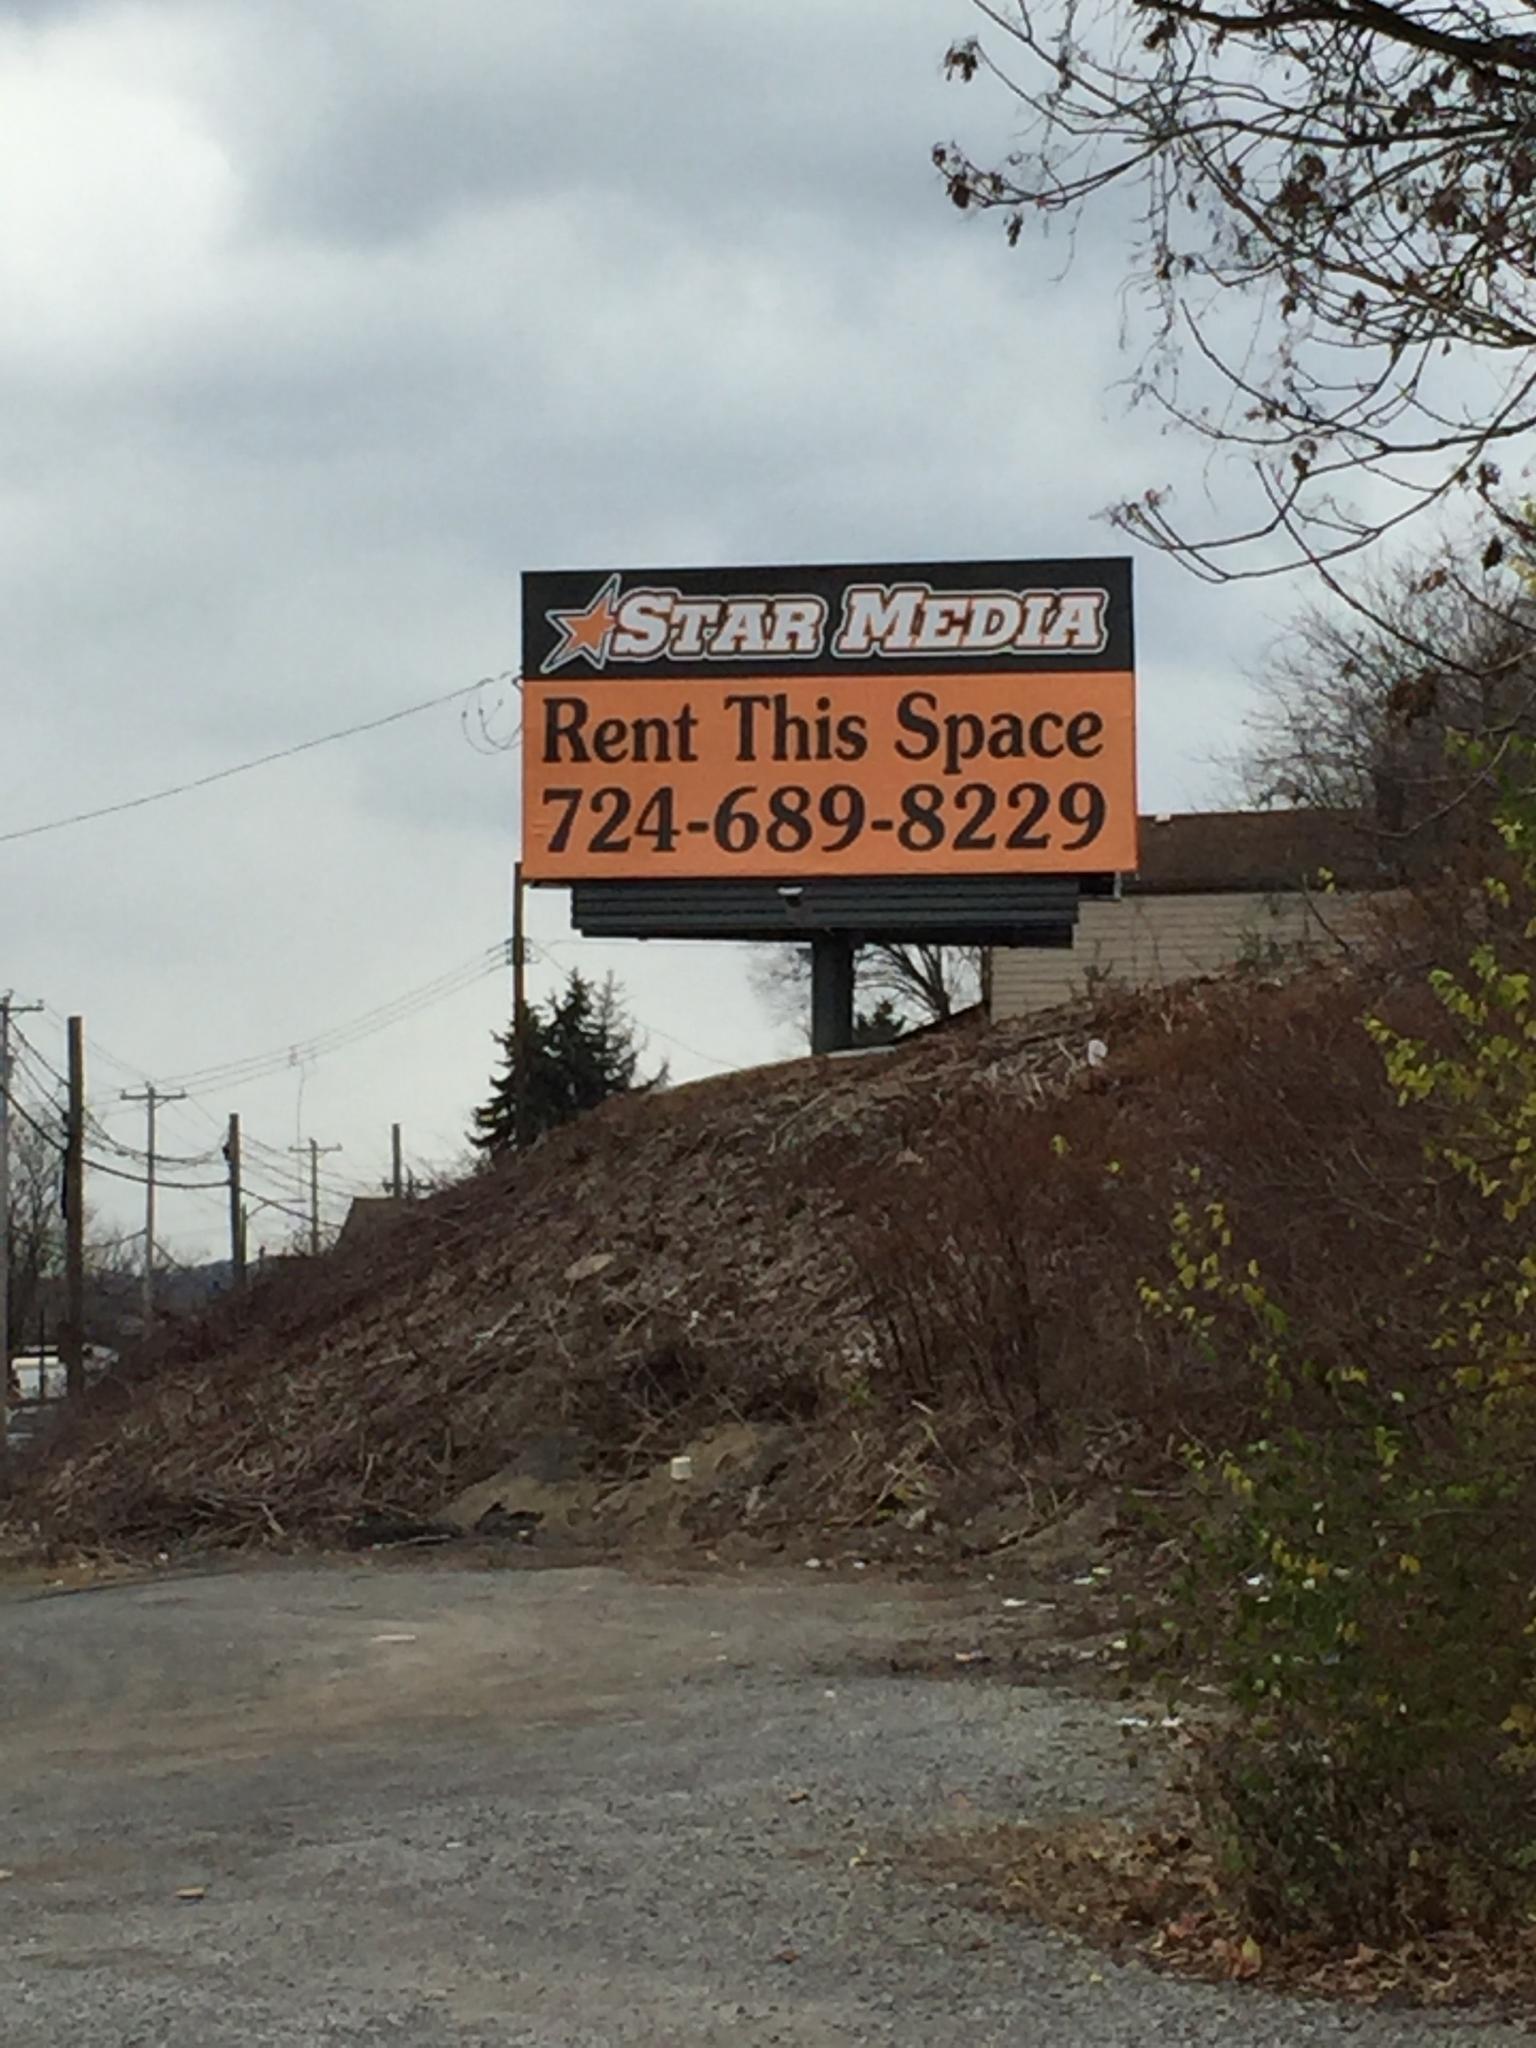 STAR MEDIA
Rent This Space
724-689-8229